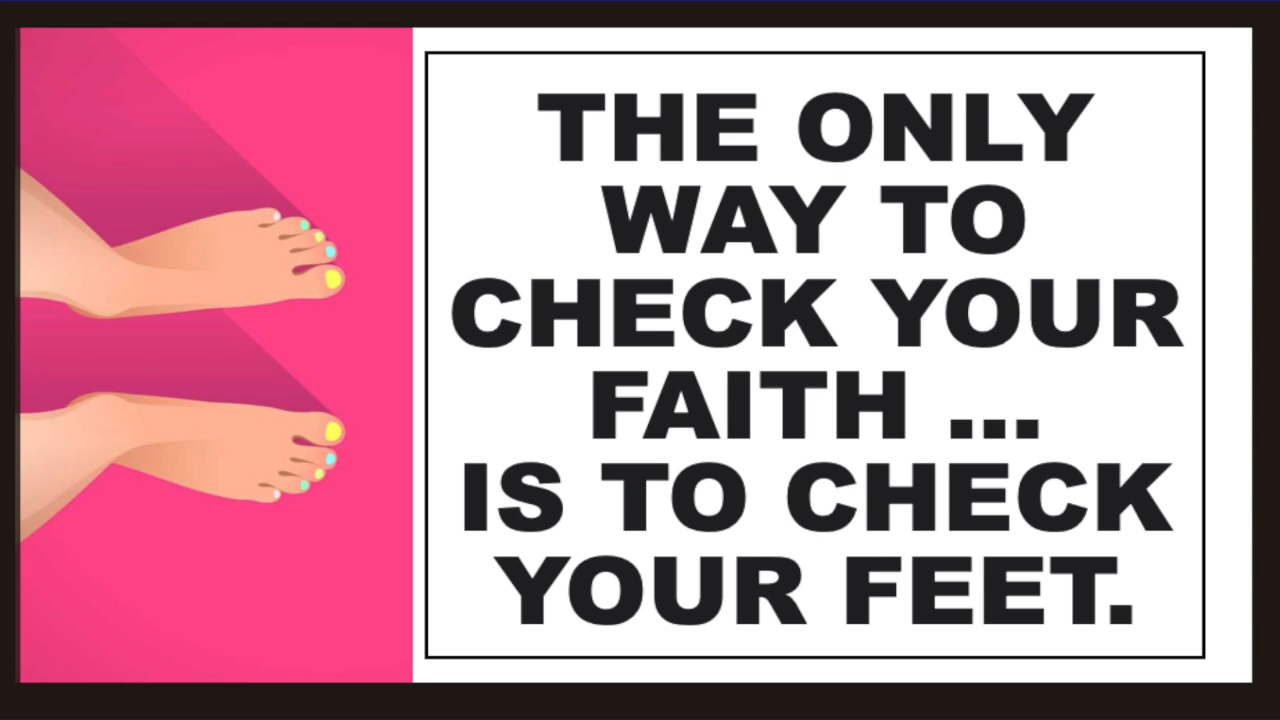 THE ONLY
WAY TO
CHECK YOUR
FAITH ...
IS TO CHECK
YOUR FEET.